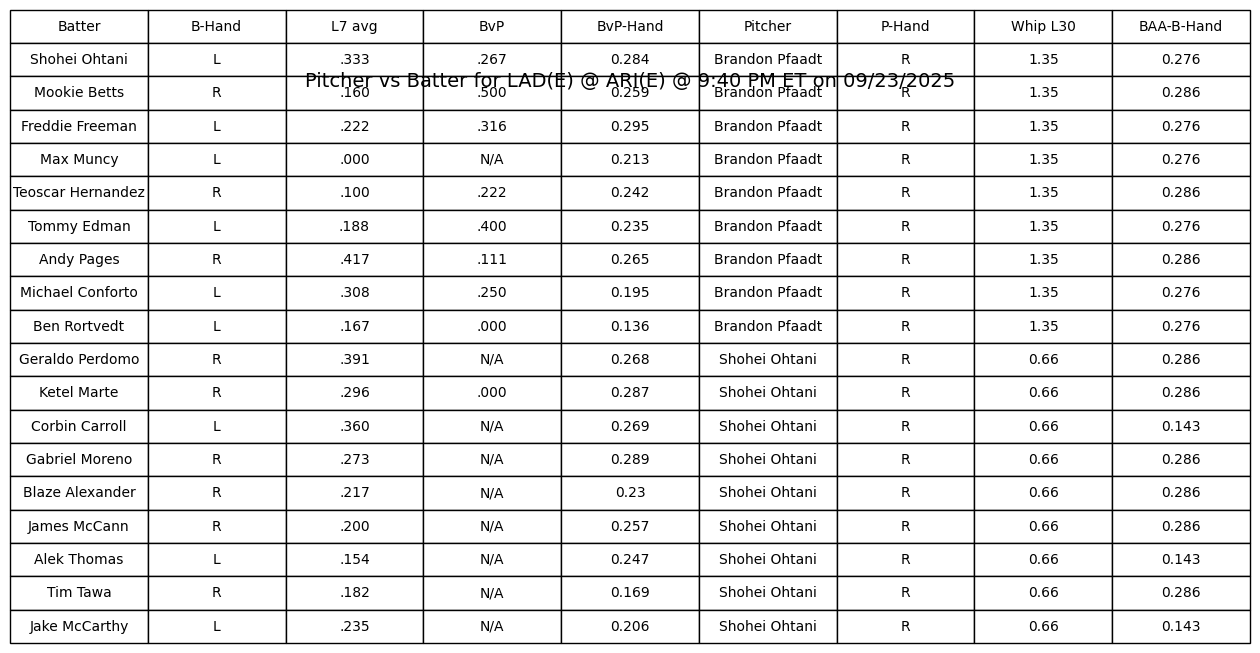 Batter B-Hand L7 avg BvP BvP-Hand Pitcher P-Hand Whip L30 BAA-B-Hand
Shohei Ohtani L .333 .267 0.284 Brandon Pfaadt R 1.35 0.276
Pitcher vs Batter for LAD(E) @ ARI(E) @ 9:40 PM ET on 09/23/2025
Mookie Betts R .160 .500 0.259 Brandon Pfaadt R 1.35 0.286
Freddie Freeman L .222 .316 0.295 Brandon Pfaadt R 1.35 0.276
Max Muncy L .000 N/A 0.213 Brandon Pfaadt R 1.35 0.276
Teoscar Hernandez R .100 .222 0.242 Brandon Pfaadt R 1.35 0.286
Tommy Edman L .188 .400 0.235 Brandon Pfaadt R 1.35 0.276
Andy Pages R .417 .111 0.265 Brandon Pfaadt R 1.35 0.286
Michael Conforto L .308 .250 0.195 Brandon Pfaadt R 1.35 0.276
Ben Rortvedt L .167 .000 0.136 Brandon Pfaadt R 1.35 0.276
Geraldo Perdomo R .391 N/A 0.268 Shohei Ohtani R 0.66 0.286
Ketel Marte R .296 .000 0.287 Shohei Ohtani R 0.66 0.286
Corbin Carroll L .360 N/A 0.269 Shohei Ohtani R 0.66 0.143
Gabriel Moreno R .273 N/A 0.289 Shohei Ohtani R 0.66 0.286
Blaze Alexander R .217 N/A 0.23 Shohei Ohtani R 0.66 0.286
James McCann R .200 N/A 0.257 Shohei Ohtani R 0.66 0.286
Alek Thomas L .154 N/A 0.247 Shohei Ohtani R 0.66 0.143
Tim Tawa R .182 N/A 0.169 Shohei Ohtani R 0.66 0.286
Jake McCarthy L .235 N/A 0.206 Shohei Ohtani R 0.66 0.143